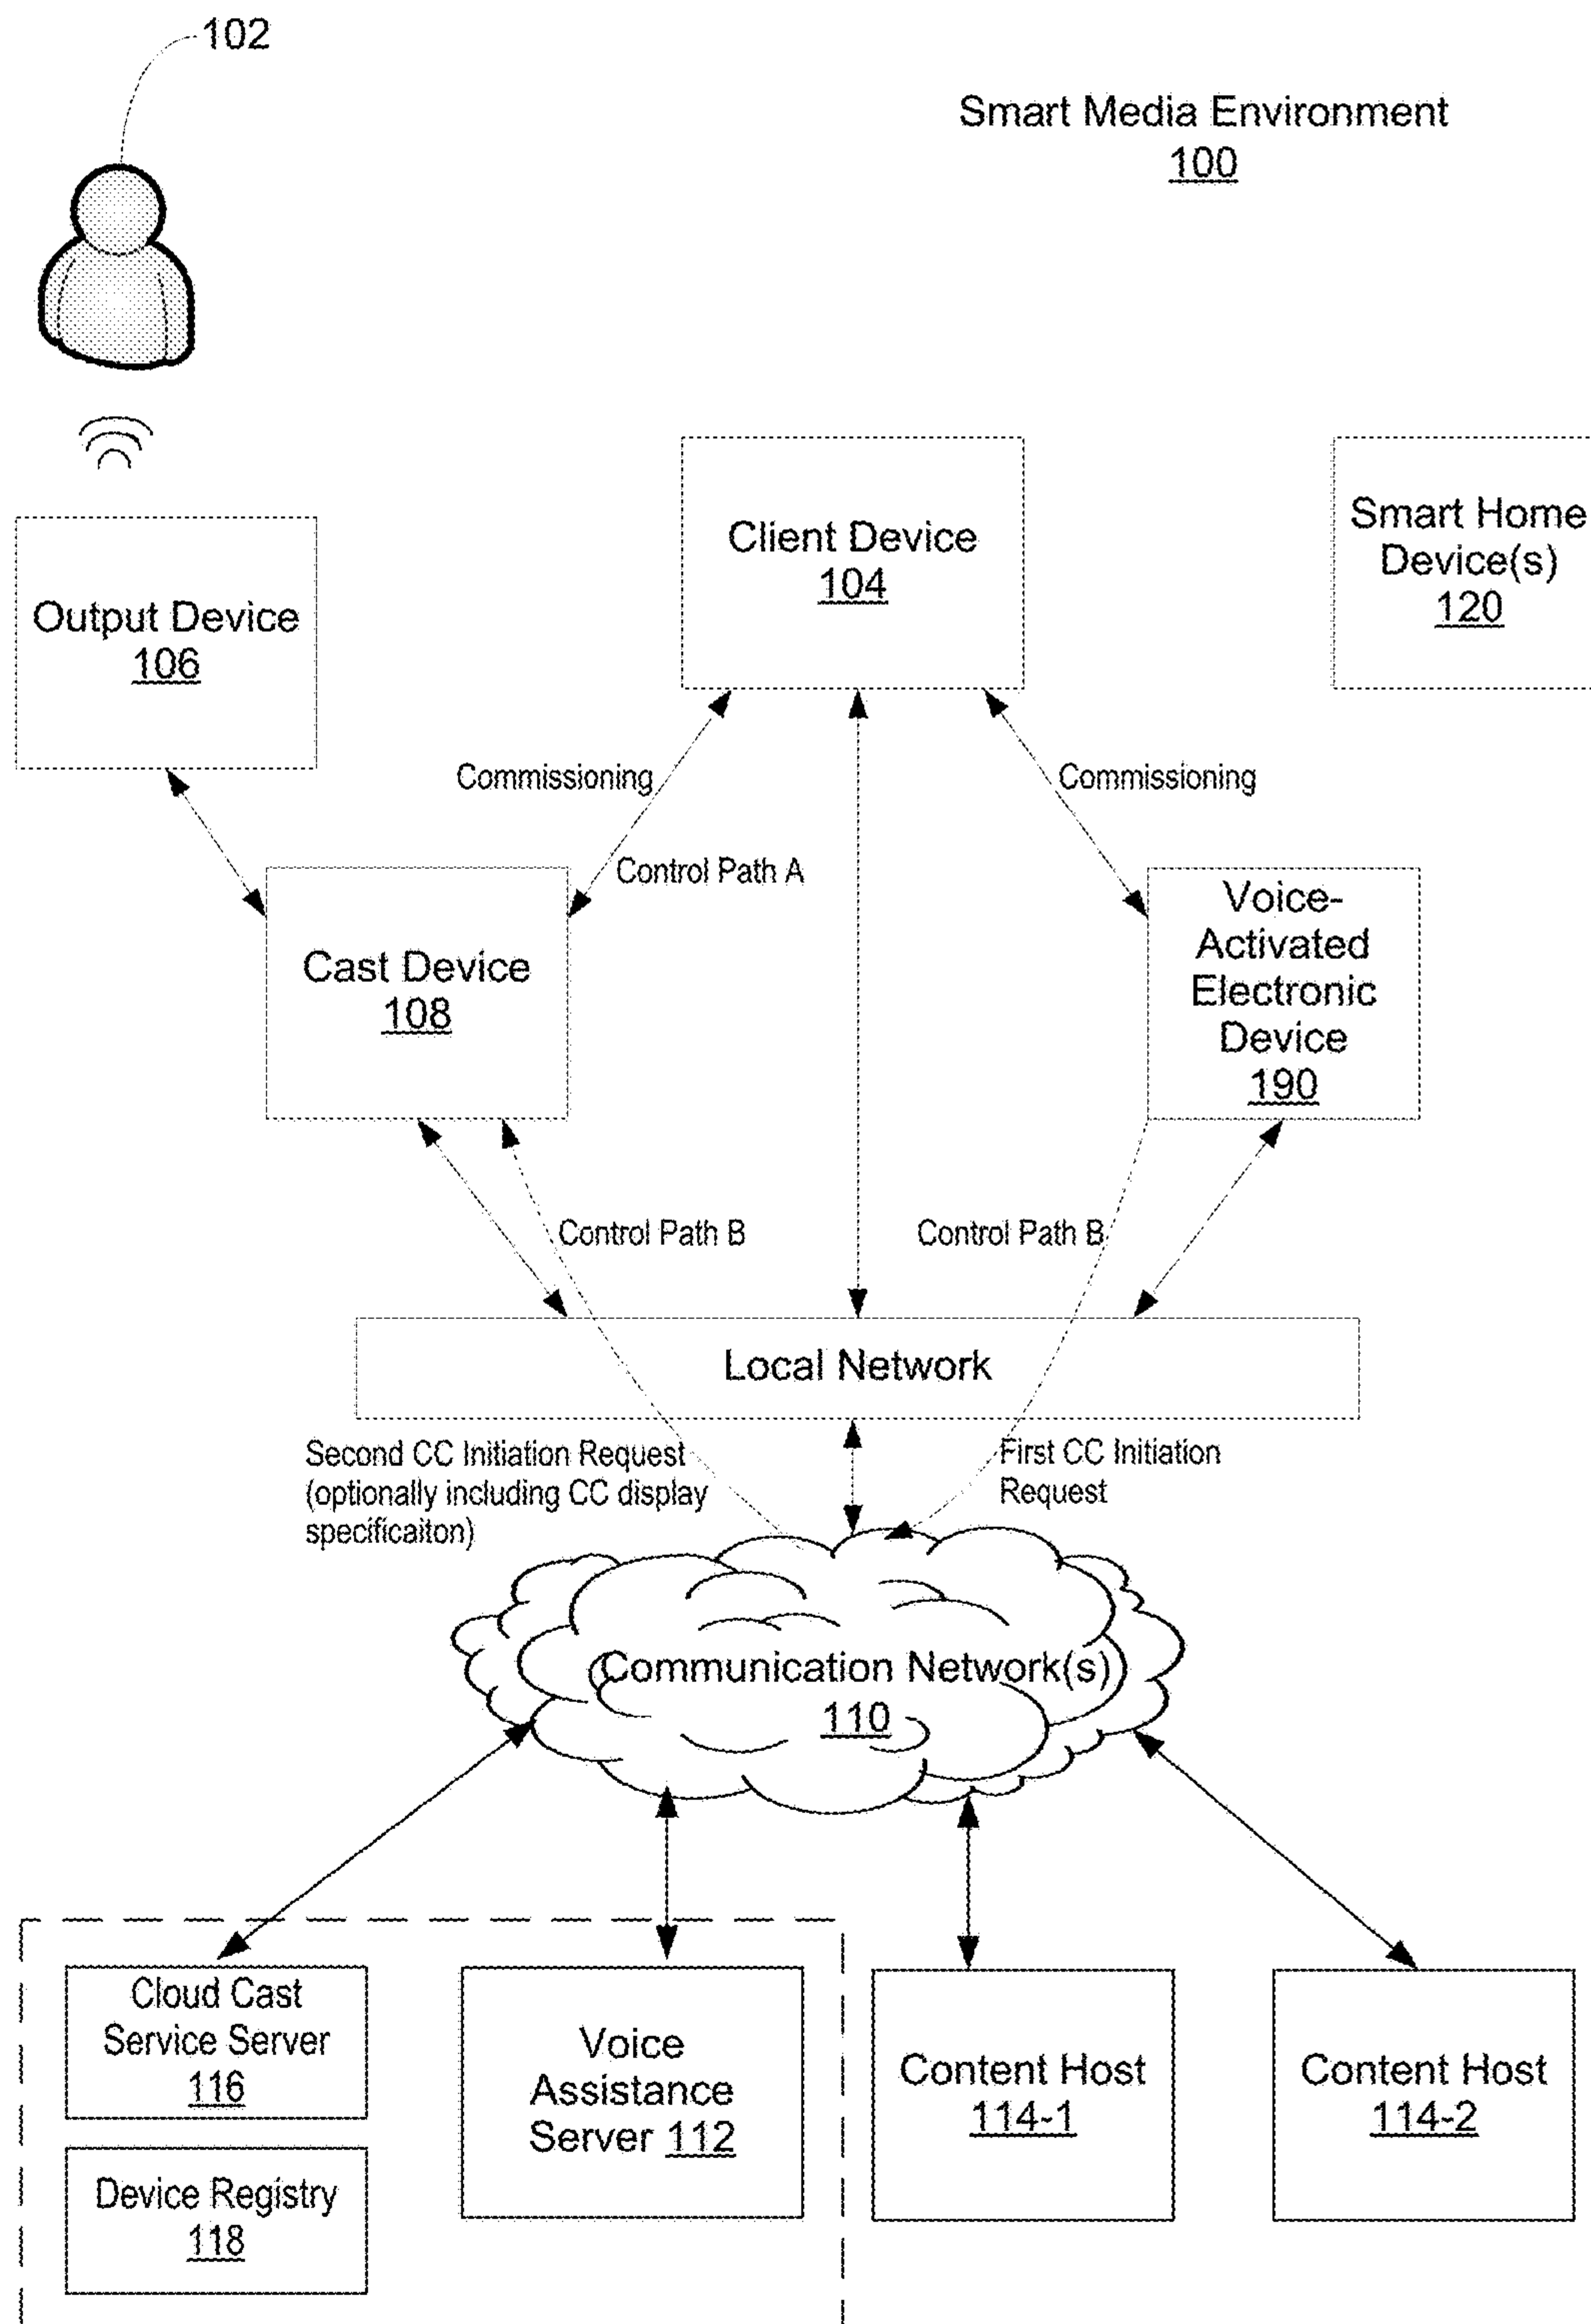 102
Smart Media Environment
100
Client Device
104
Smart Home
Device(s)
120
Output Device
106
Commissioning
Commissioning
Control Path A
Cast Device
108
Voice-
Activated
Electronic
Device
190
Control Path B
Control Path B
Local Network
Second CC Initiation Request
(optionally including CC display
specificaiton)
First CC Initiation
Request
Communication Network(s)
110
Cloud Cast
Service Server
116
Voice
Assistance
Server 112
Content Host
114-1
Content Host
114-2
Device Registry
118